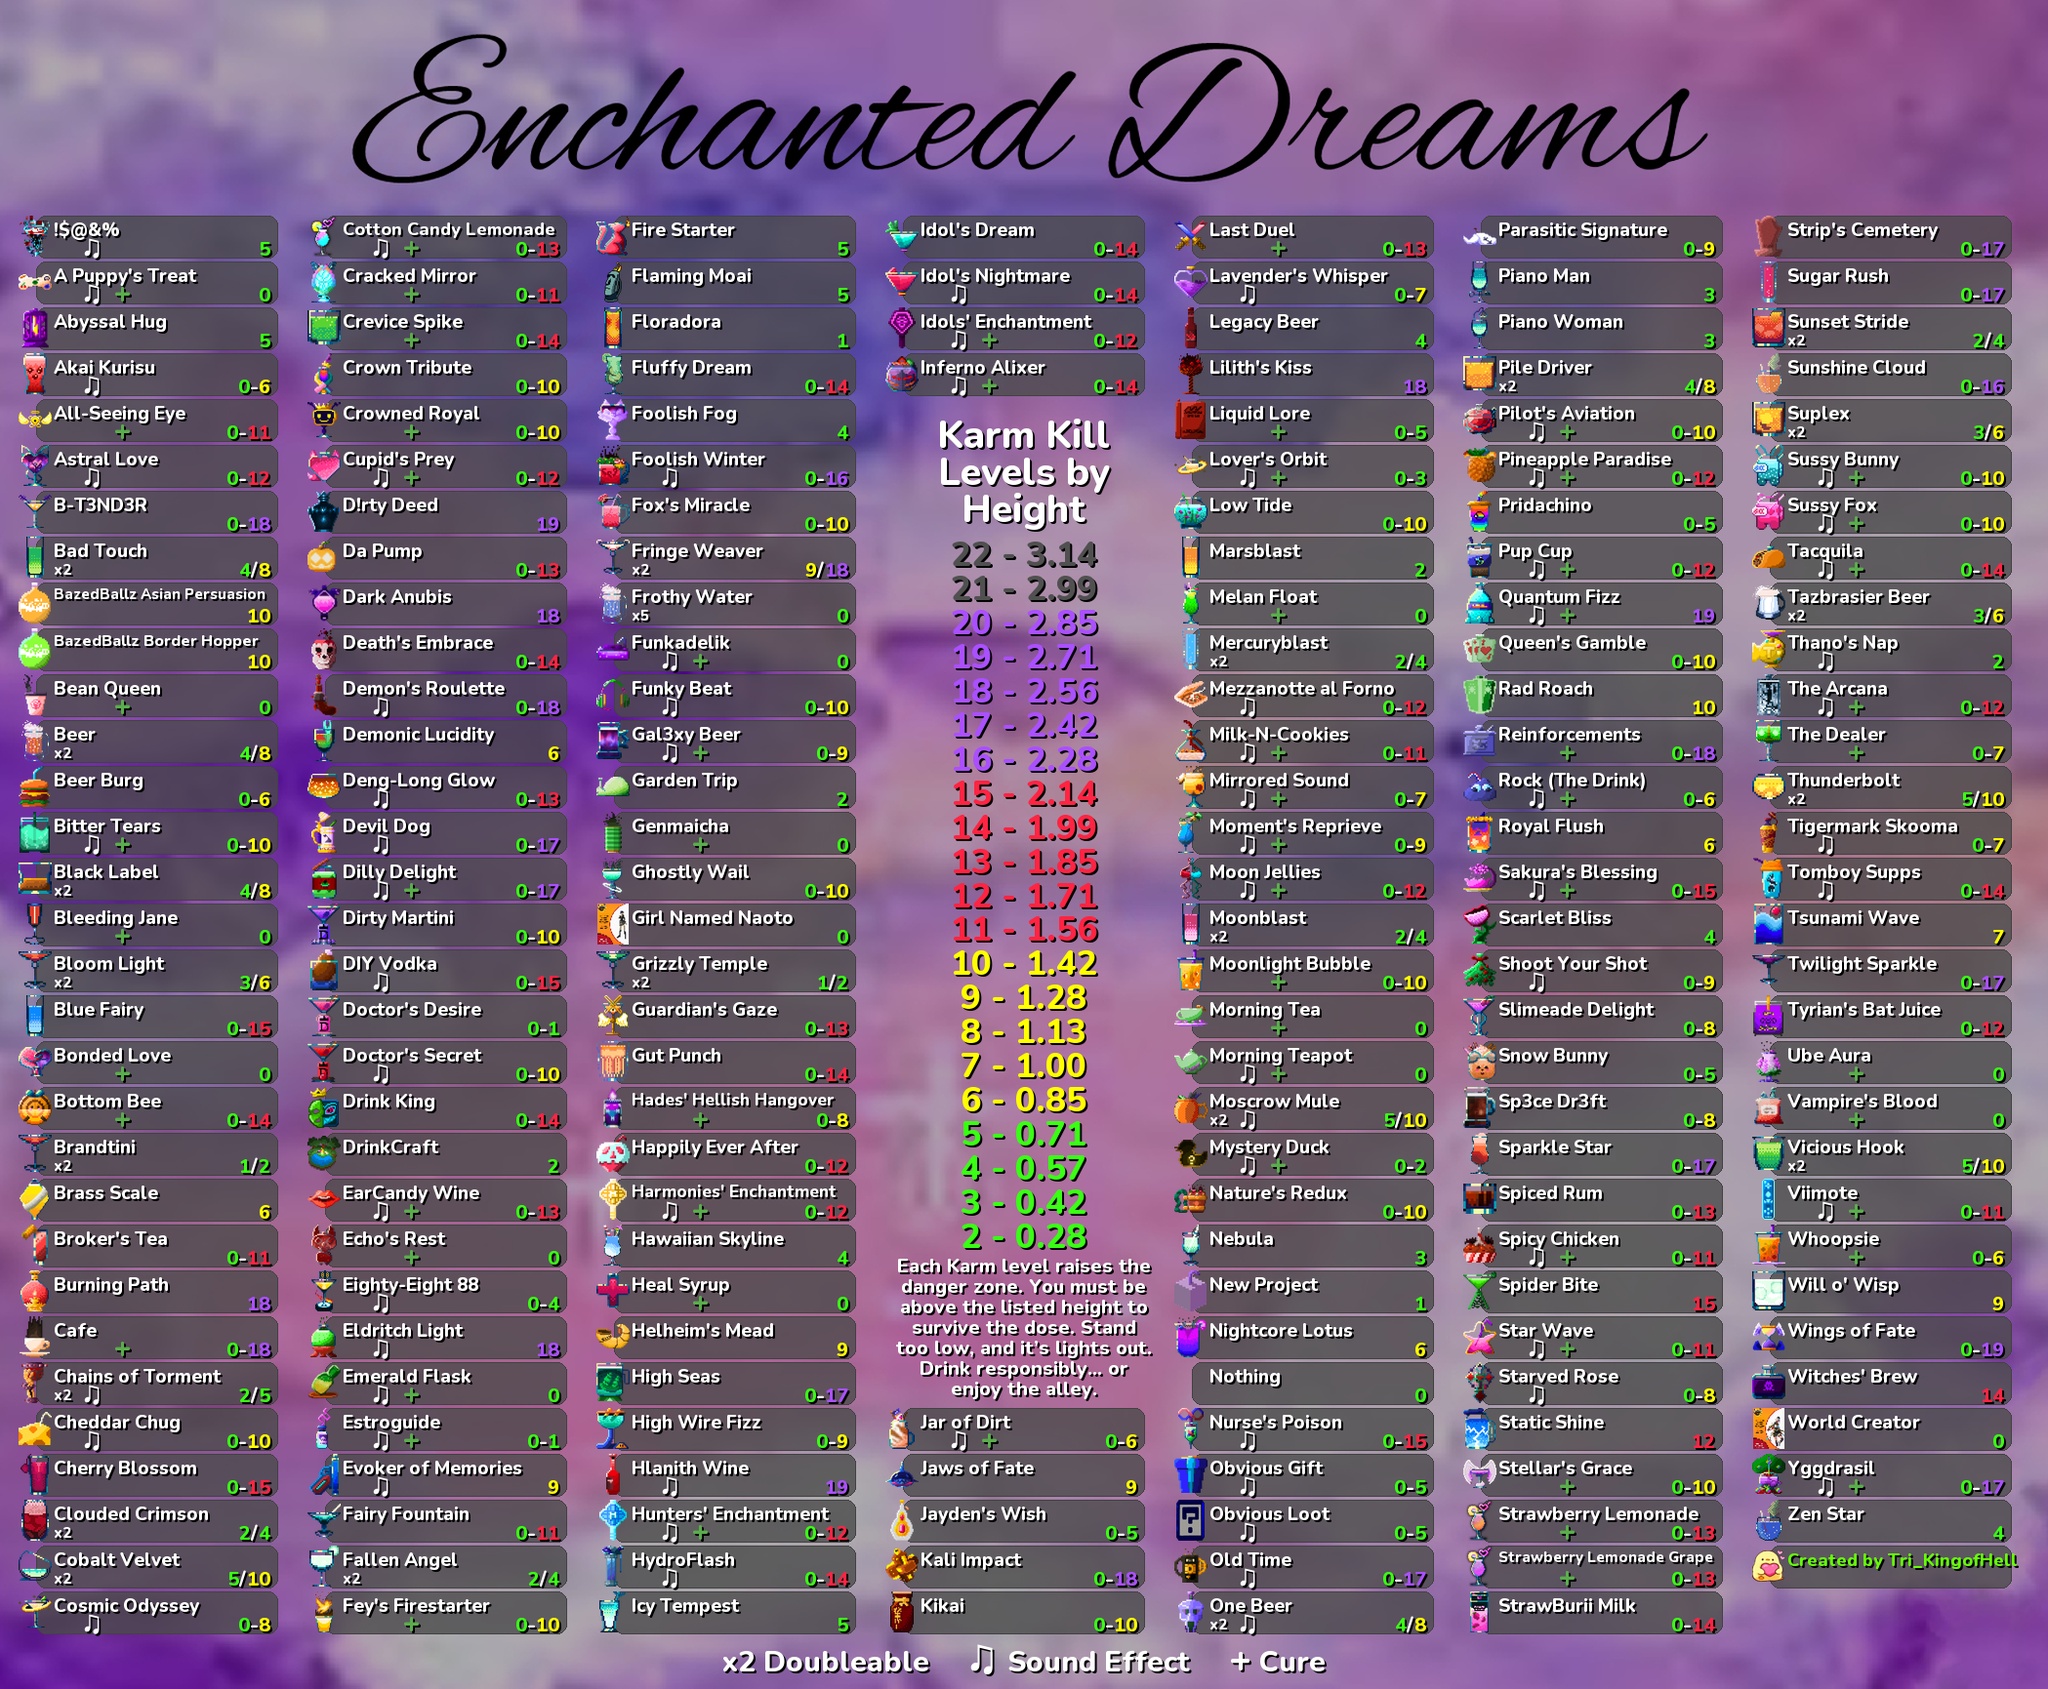 Enchanted Dreams
!$@&%
♫ 5
A Puppy's Treat
♫ + 0
Abyssal Hug
5
Akai Kurisu
♫ 0-6
All-Seeing Eye
+ 0-11
Astral Love
♫ 0-12
B-T3ND3R
0-18
Bad Touch
x2 4/8
BazedBallz Asian Persuasion
10
BazedBallz Border Hopper
10
Bean Queen
+ 0
Beer
x2 4/8
Beer Burg
0-6
Bitter Tears
♫ + 0-10
Black Label
x2 4/8
Bleeding Jane
+ 0
Bloom Light
x2 3/6
Blue Fairy
0-15
Bonded Love
+ 0
Bottom Bee
+ 0-14
Brandtini
x2 1/2
Brass Scale
6
Broker's Tea
0-11
Burning Path
18
Cafe
+ 0-18
Chains of Torment
x2 ♫ 2/5
Cheddar Chug
♫ 0-10
Cherry Blossom
0-15
Clouded Crimson
x2 2/4
Cobalt Velvet
x2 5/10
Cosmic Odyssey
♫ 0-8
Cotton Candy Lemonade
♫ + 0-13
Cracked Mirror
+ 0-11
Crevice Spike
+ 0-14
Crown Tribute
0-10
Crowned Royal
+ 0-10
Cupid's Prey
♫ + 0-12
D!rty Deed
19
Da Pump
0-13
Dark Anubis
18
Death's Embrace
0-14
Demon's Roulette
♫ 0-18
Demonic Lucidity
6
Deng-Long Glow
♫ 0-13
Devil Dog
♫ 0-17
Dilly Delight
♫ + 0-17
Dirty Martini
0-10
DIY Vodka
♫ 0-15
Doctor's Desire
0-1
Doctor's Secret
♫ 0-10
Drink King
0-14
DrinkCraft
2
EarCandy Wine
♫ + 0-13
Echo's Rest
+ 0
Eighty-Eight 88
♫ 0-4
Eldritch Light
♫ 18
Emerald Flask
♫ + 0
Estroguide
♫ + 0-1
Evoker of Memories
♫ 9
Fairy Fountain
0-11
Fallen Angel
x2 2/4
Fey's Firestarter
+ 0-10
Fire Starter
5
Flaming Moai
5
Floradora
1
Fluffy Dream
0-14
Foolish Fog
4
Foolish Winter
♫ 0-16
Fox's Miracle
0-10
Fringe Weaver
x2 9/18
Frothy Water
x5 0
Funkadelik
♫ + 0
Funky Beat
♫ 0-10
Gal3xy Beer
♫ + 0-9
Garden Trip
2
Genmaicha
+ 0
Ghostly Wail
0-10
Girl Named Naoto
0
Grizzly Temple
x2 1/2
Guardian's Gaze
0-13
Gut Punch
0-14
Hades' Hellish Hangover
+ 0-8
Happily Ever After
0-12
Harmonies' Enchantment
♫ + 0-12
Hawaiian Skyline
4
Heal Syrup
+ 0
Helheim's Mead
9
High Seas
0-17
High Wire Fizz
0-9
Hlanith Wine
19
Hunters' Enchantment
♫ + 0-12
HydroFlash
♫ 0-14
Icy Tempest
5
Idol's Dream
0-14
Idol's Nightmare
♫ 0-14
Idols' Enchantment
♫ + 0-12
Inferno Alixer
♫ + 0-14
Karm Kill
Levels by
Height
22 - 3.14
21 - 2.99
20 - 2.85
19 - 2.71
18 - 2.56
17 - 2.42
16 - 2.28
15 - 2.14
14 - 1.99
13 - 1.85
12 - 1.71
11 - 1.56
10 - 1.42
9 - 1.28
8 - 1.13
7 - 1.00
6 - 0.85
5 - 0.71
4 - 0.57
3 - 0.42
2 - 0.28
Each Karm level raises the
danger zone. You must be
above the listed height to
survive the dose. Stand
too low, and it's lights out.
Drink responsibly... or
enjoy the alley.
Jar of Dirt
♫ + 0-6
Jaws of Fate
9
Jayden's Wish
0-5
Kali Impact
0-18
Kikai
0-10
Last Duel
+ 0-13
Lavender's Whisper
♫ 0-7
Legacy Beer
4
Lilith's Kiss
18
Liquid Lore
+ 0-5
Lover's Orbit
♫ + 0-3
Low Tide
0-10
Marsblast
2
Melan Float
+ 0
Mercuryblast
x2 2/4
Mezzanotte al Forno
♫ 0-12
Milk-N-Cookies
♫ + 0-11
Mirrored Sound
♫ + 0-7
Moment's Reprieve
♫ + 0-9
Moon Jellies
♫ + 0-12
Moonblast
x2 2/4
Moonlight Bubble
+ 0-10
Morning Tea
+ 0
Morning Teapot
♫ + 0
Moscrow Mule
x2 ♫ 5/10
Mystery Duck
♫ + 0-2
Nature's Redux
0-10
Nebula
3
New Project
1
Nightcore Lotus
6
Nothing
0
Nurse's Poison
♫ 0-15
Obvious Gift
♫ 0-5
Obvious Loot
♫ 0-5
Old Time
♫ 0-17
One Beer
x2 ♫ 4/8
Parasitic Signature
0-9
Piano Man
3
Piano Woman
3
Pile Driver
x2 4/8
Pilot's Aviation
♫ + 0-10
Pineapple Paradise
♫ + 0-12
Pridachino
0-5
Pup Cup
♫ + 0-12
Quantum Fizz
♫ + 19
Queen's Gamble
0-10
Rad Roach
10
Reinforcements
+ 0-18
Rock (The Drink)
♫ + 0-6
Royal Flush
6
Sakura's Blessing
♫ + 0-15
Scarlet Bliss
4
Shoot Your Shot
♫ 0-9
Slimeade Delight
0-8
Snow Bunny
0-5
Sp3ce Dr3ft
0-8
Sparkle Star
0-17
Spiced Rum
0-13
Spicy Chicken
♫ + 0-11
Spider Bite
15
Star Wave
♫ + 0-11
Starved Rose
♫ 0-8
Static Shine
12
Stellar's Grace
+ 0-10
Strawberry Lemonade
+ 0-13
Strawberry Lemonade Grape
+ 0-13
StrawBurii Milk
0-14
Strip's Cemetery
0-17
Sugar Rush
0-17
Sunset Stride
x2 2/4
Sunshine Cloud
0-16
Suplex
x2 3/6
Sussy Bunny
♫ + 0-10
Sussy Fox
♫ + 0-10
Tacquila
♫ + 0-14
Tazbrasier Beer
x2 3/6
Thano's Nap
♫ 2
The Arcana
♫ + 0-12
The Dealer
+ 0-7
Thunderbolt
x2 5/10
Tigermark Skooma
♫ 0-7
Tomboy Supps
♫ 0-14
Tsunami Wave
7
Twilight Sparkle
0-17
Tyrian's Bat Juice
0-12
Ube Aura
+ 0
Vampire's Blood
+ 0
Vicious Hook
x2 5/10
Viimote
♫ + 0-11
Whoopsie
+ 0-6
Will o' Wisp
9
Wings of Fate
0-19
Witches' Brew
14
World Creator
0
Yggdrasil
♫ + 0-17
Zen Star
4
Created by Tri_KingofHell
x2 Doubleable ♫ Sound Effect + Cure